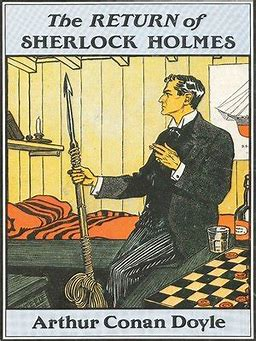 The RETURN of
SHERLOCK HOLMES
Arthur Conan Doyle